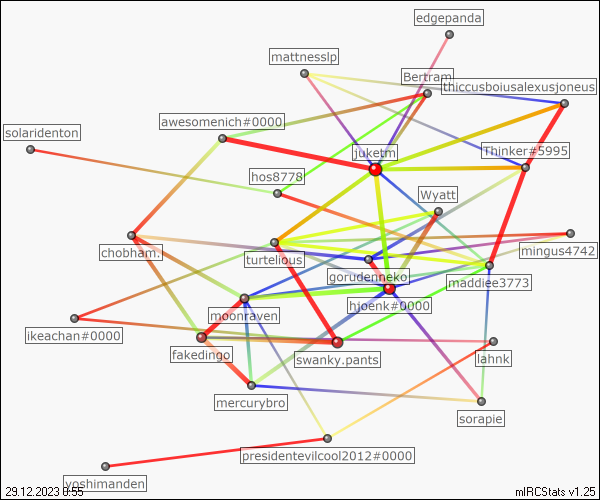 edgepanda
mattnesslp
Bertram
thiccusboiusalexusjoneus
awesomenich#0000
solaridenton
juketm
Thinker#5995
hos8778
Wyatt
chobham.
turtelious
mingus4742
gorudenneko
maddiee3773
moonraven
hioenk#0000
ikeachan#0000
fakedingo
swanky.pants
lahnk
mercurybro
sorapie
presidentevilcool2012#0000
yoshimanden
29.12.2023 0:55
mIRCStats v1.25